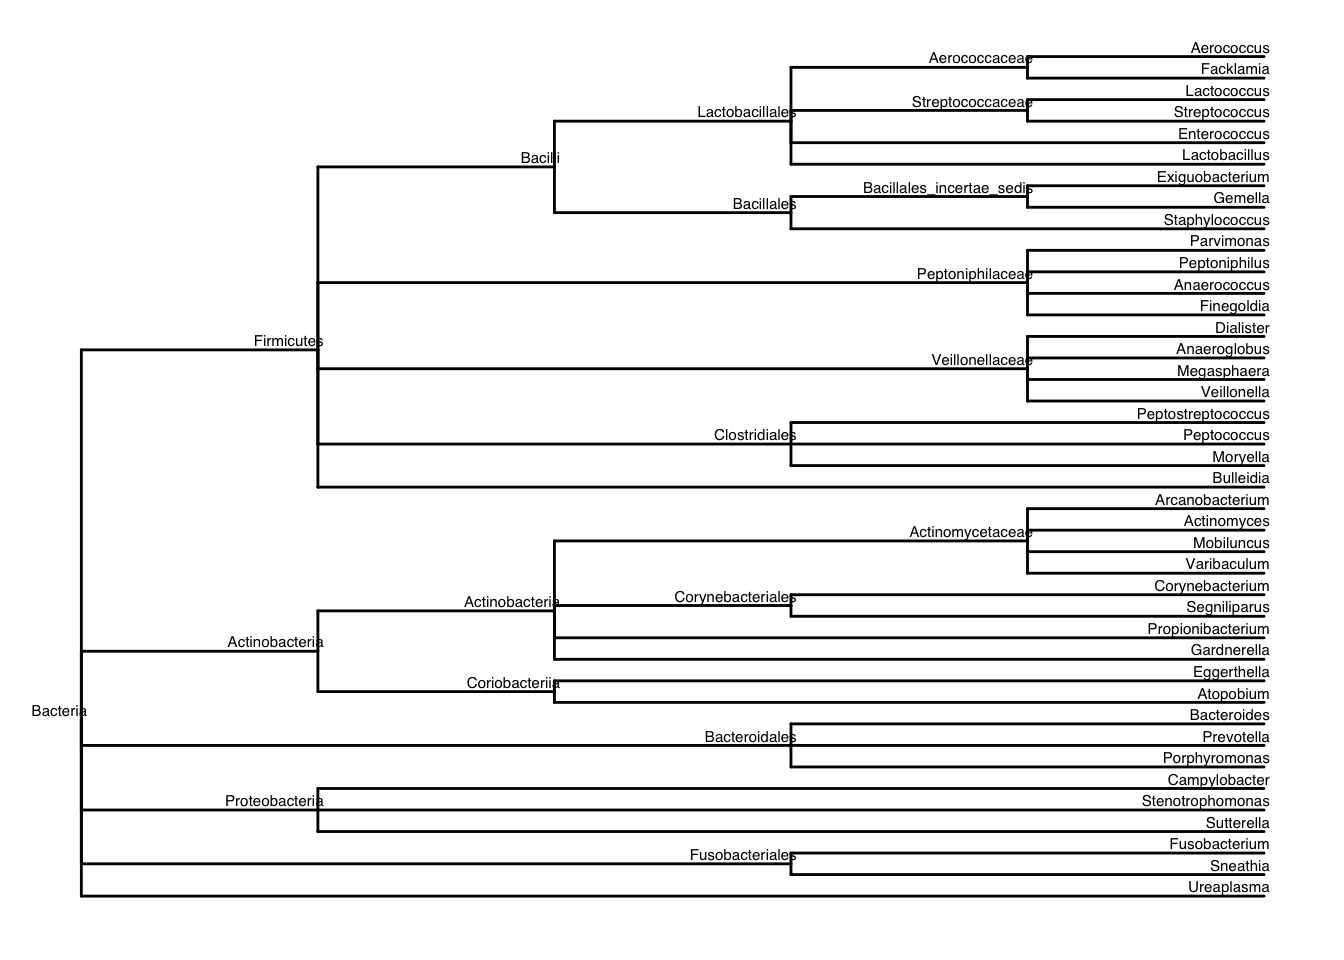 Aerococcus
Aerococcaceae
Facklamia
Lactococcus
Streptococcaceae
Lactobacillales
Streptococcus
Enterococcus
Lactobacillus
Bacilli
Exiguobacterium
Bacillales_incertae_sedis
Gemella
Bacillales
Staphylococcus
Parvimonas
Peptoniphilus
Peptoniphilaceae
Anaerococcus
Finegoldia
Dialister
Firmicutes
Anaeroglobus
Veillonellaceae
Megasphaera
Veillonella
Peptostreptococcus
Clostridiales
Peptococcus
Moryella
Bulleidia
Arcanobacterium
Actinomyces
Actinomycetaceae
Mobiluncus
Varibaculum
Corynebacterium
Corynebacteriales
Actinobacteria
Segniliparus
Propionibacterium
Actinobacteria
Gardnerella
Eggerthella
Coriobacteriia
Atopobium
Bacteria
Bacteroides
Bacteroidales
Prevotella
Porphyromonas
Campylobacter
Proteobacteria
Stenotrophomonas
Sutterella
Fusobacterium
Fusobacteriales
Sneathia
Ureaplasma